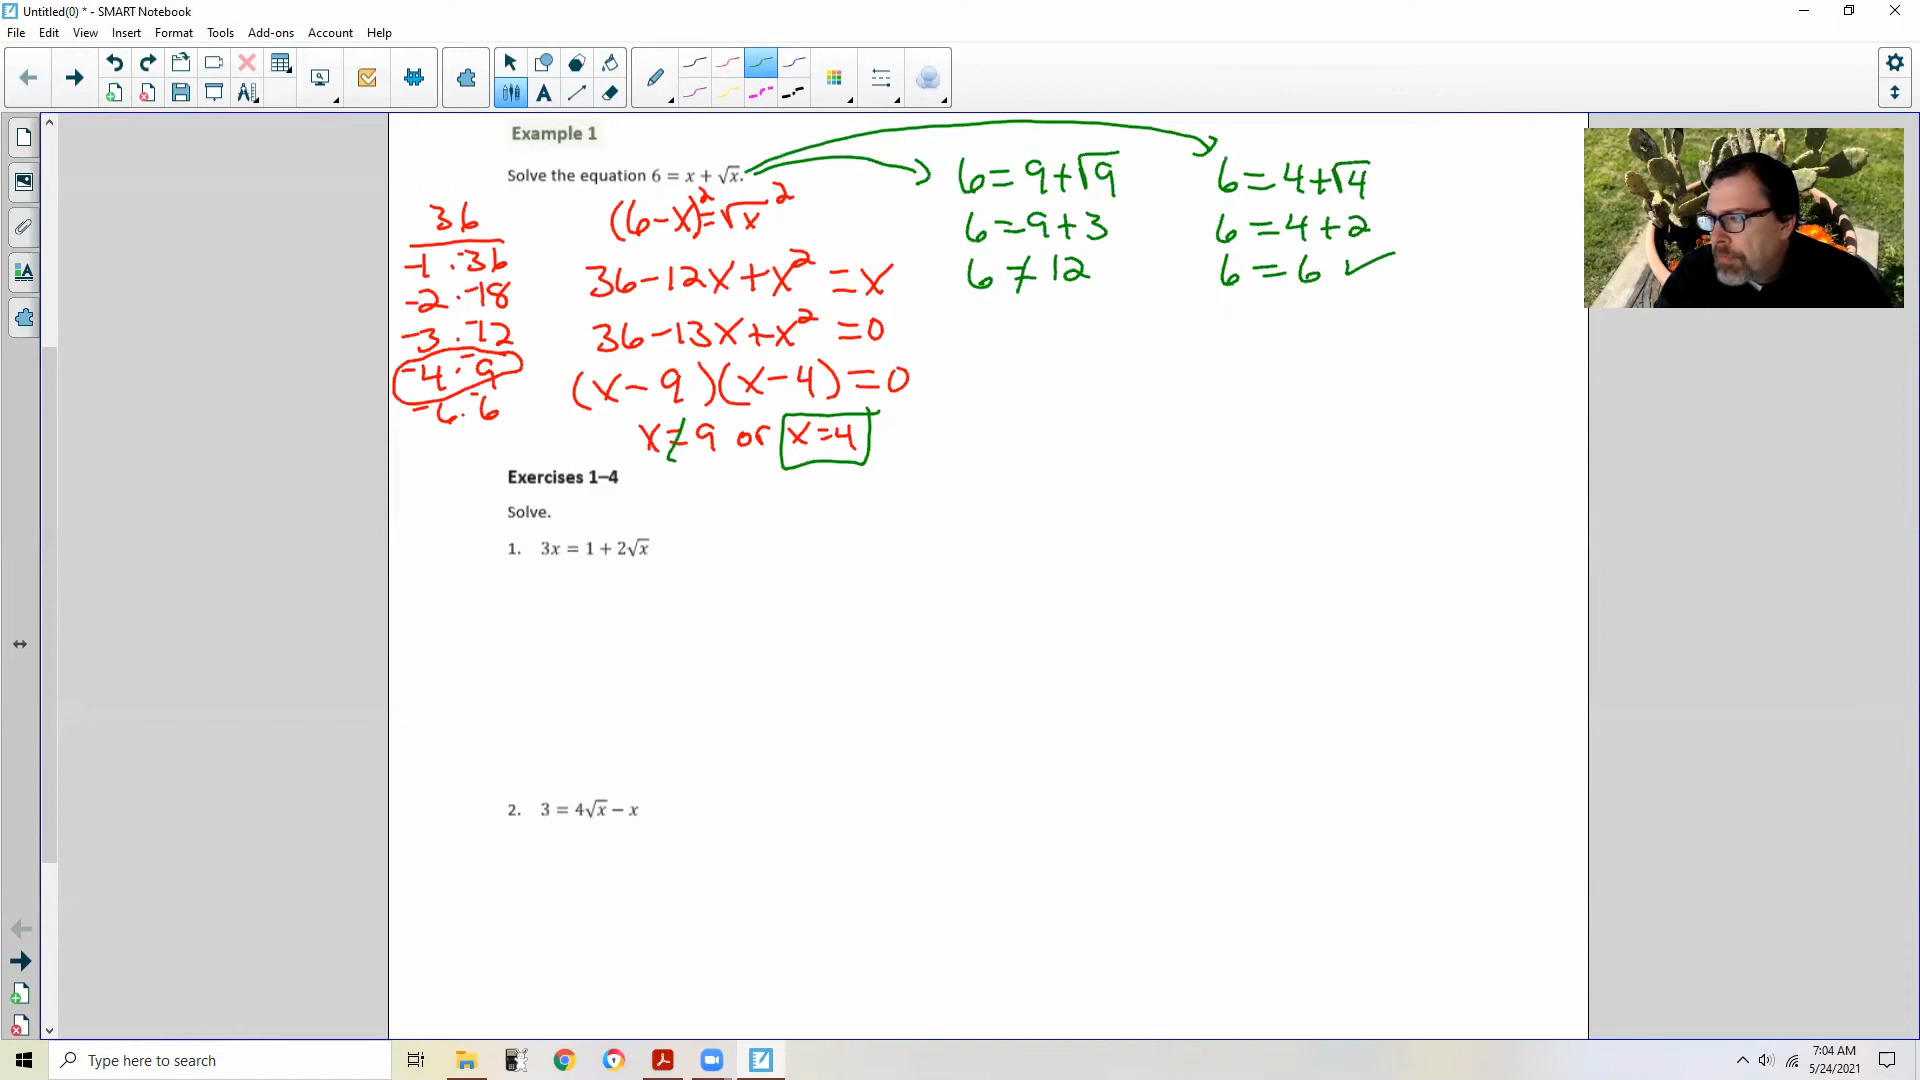 Untitled(0) * - SMART Notebook
File Edit View Insert Format Tools Add-ons Account Help
Example 1
Solve the equation 6 = x + √x.
(6-x)² = √x²
36-12x+x² = x
36-13x+x² = 0
(x-9)(x-4) = 0
x≠9 or x=4
36
-1 · -36
-2 · -18
-3 · -12
-4 · -9
-6 · -6
6 = 9+√9
6 = 9+3
6 ≠ 12
6 = 4+√4
6 = 4+2
6 = 6 ✓
Exercises 1–4
Solve.
1. 3x = 1 + 2√x
2. 3 = 4√x − x
Type here to search
7:04 AM
5/24/2021